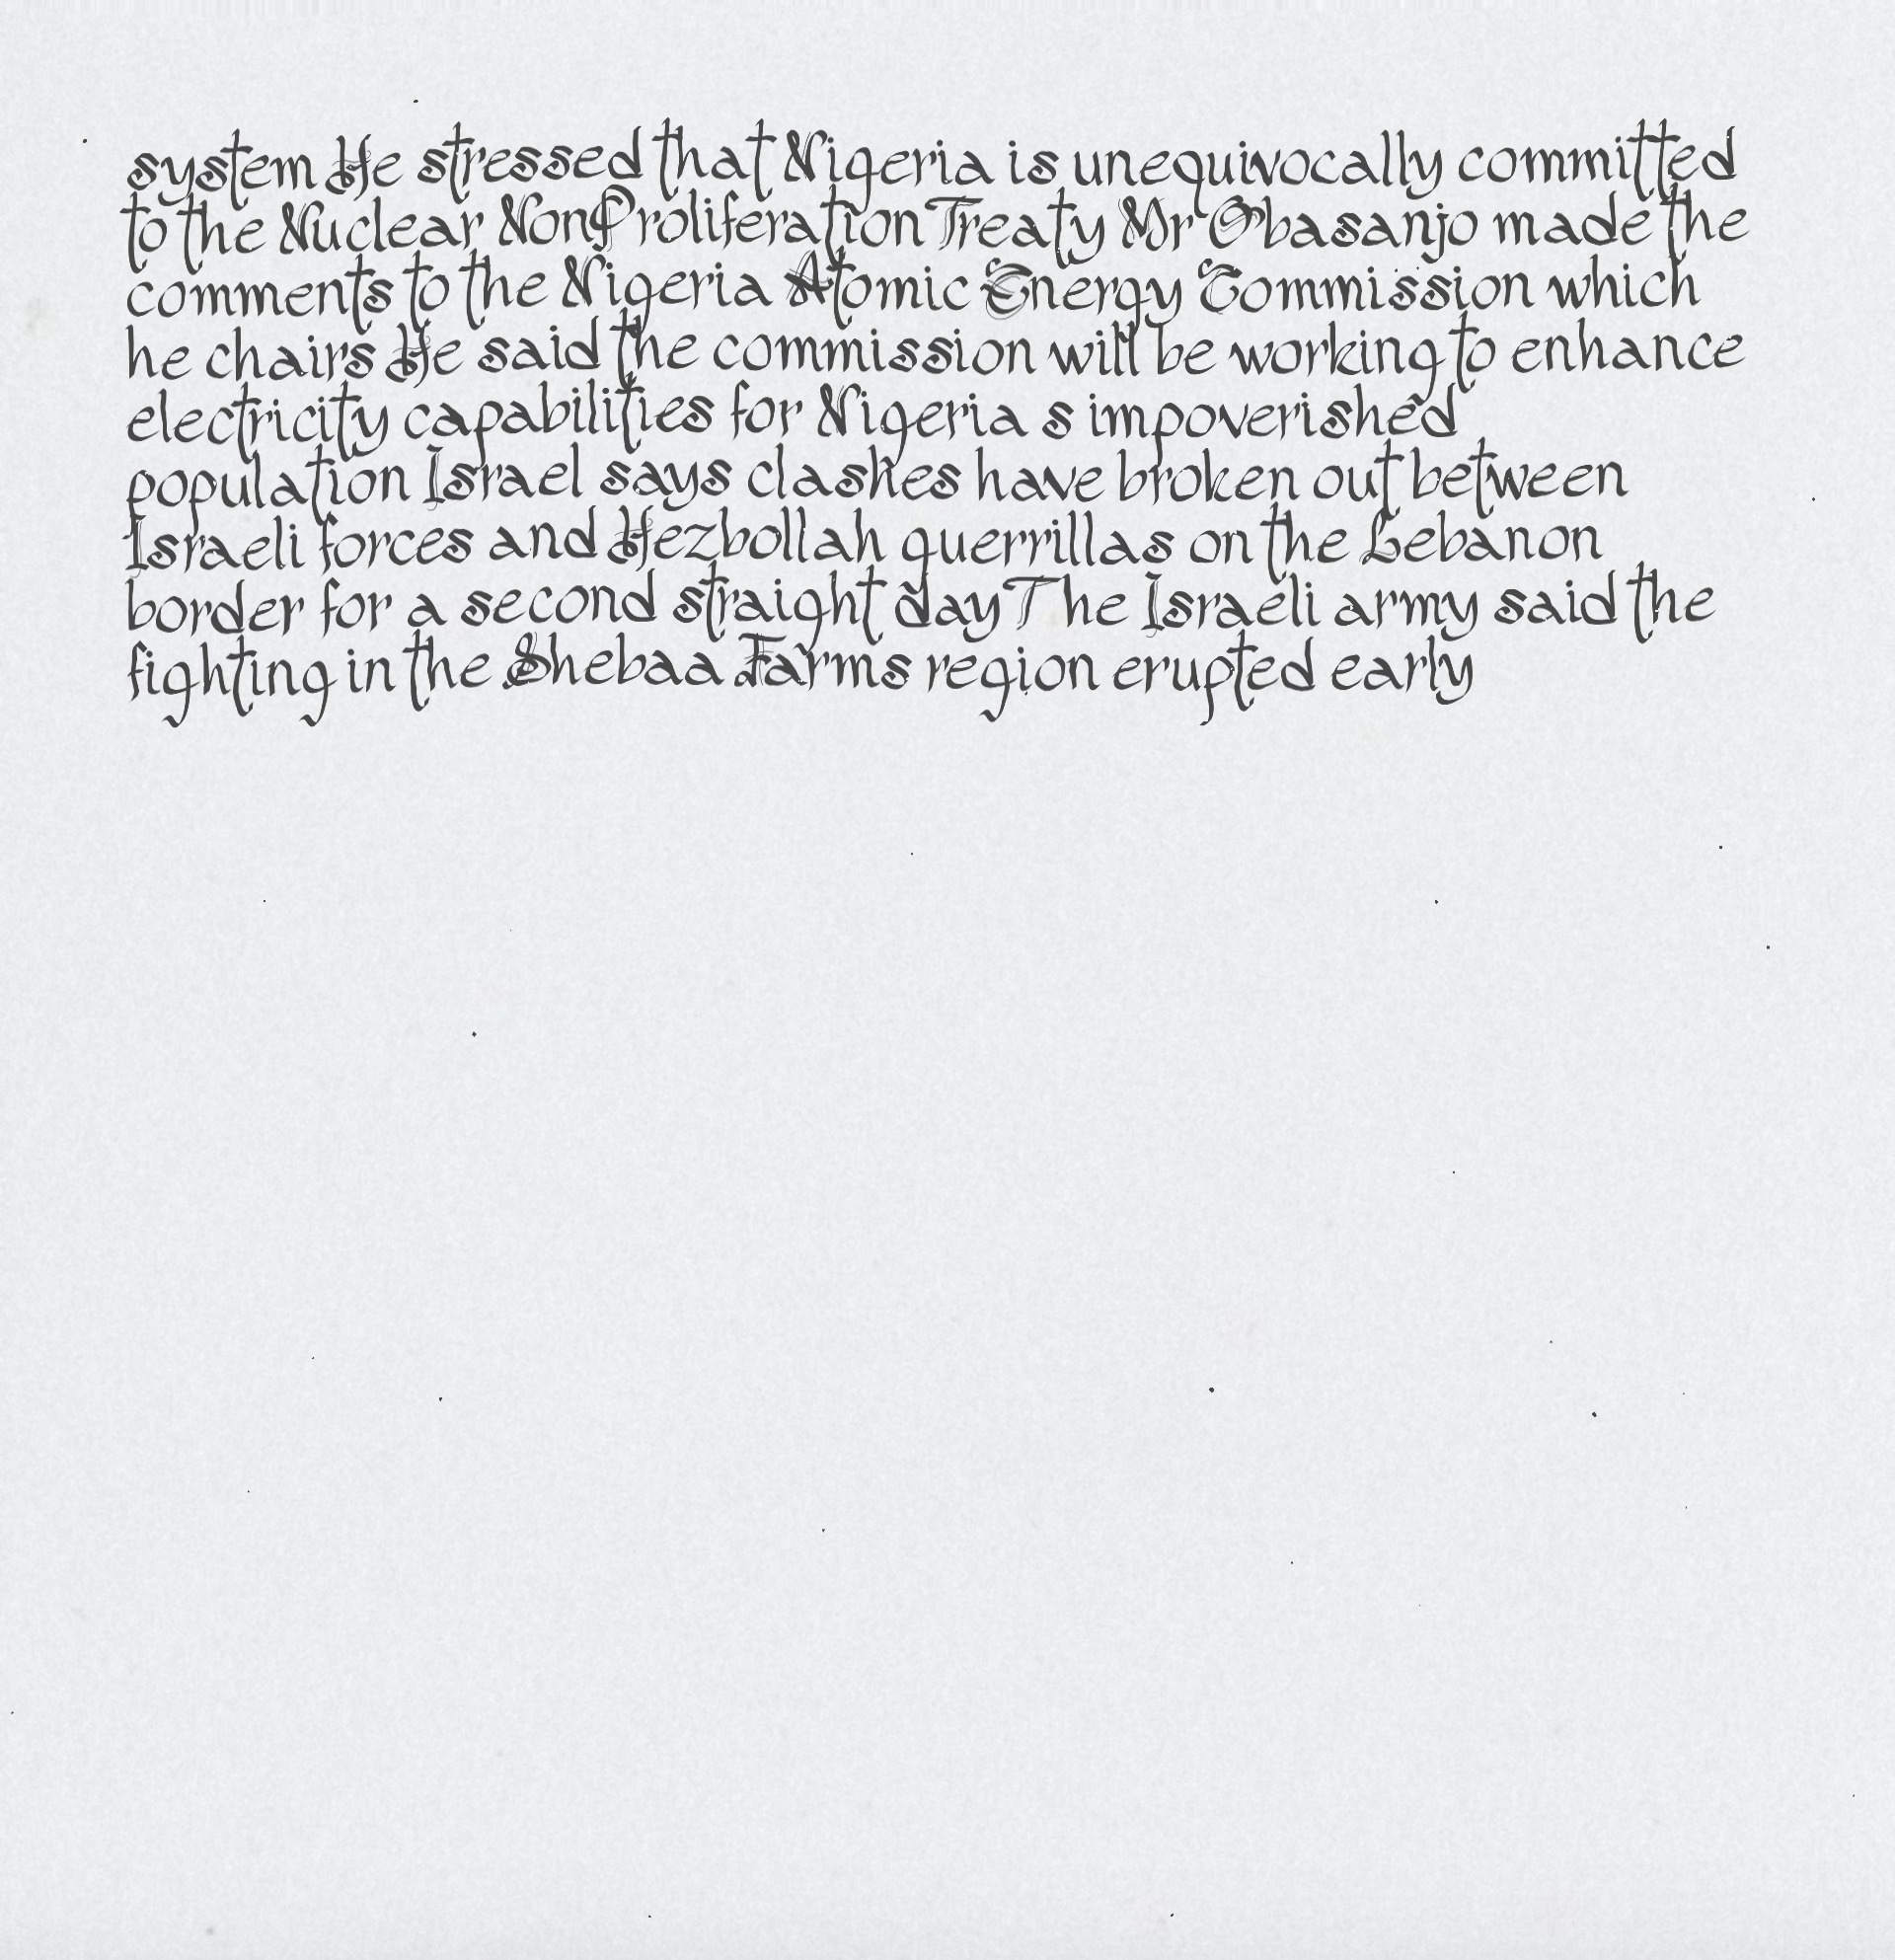 system He stressed that Nigeria is unequivocally committed
to the Nuclear NonProliferation Treaty Mr Obasanjo made the
comments to the Nigeria Atomic Energy Commission which
he chairs He said the commission will be working to enhance
electricity capabilities for Nigeria s impoverished
population Israel says clashes have broken out between
Israeli forces and Hezbollah guerrillas on the Lebanon
border for a second straight day The Israeli army said the
fighting in the Shebaa Farms region erupted early